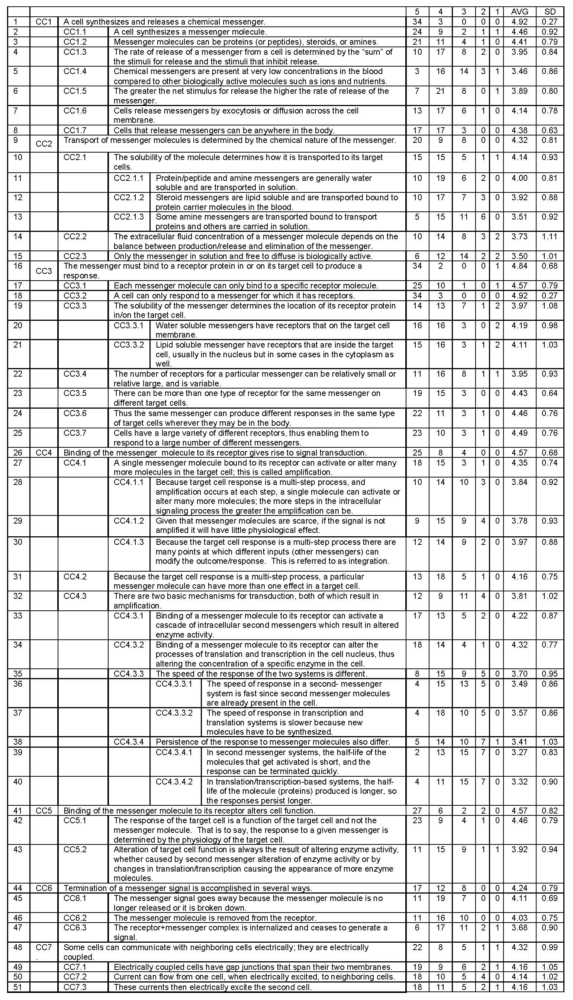 5 4 3 2 1 AVG SD
1 CC1 A cell synthesizes and releases a chemical messenger. 34 3 0 0 0 4.92 0.27
2 CC1.1 A cell synthesizes a messenger molecule. 24 9 2 1 1 4.46 0.92
3 CC1.2 Messenger molecules can be proteins (or peptides), steroids, or amines. 21 11 4 1 0 4.41 0.79
4 CC1.3 The rate of release of a messenger from a cell is determined by the “sum” of 10 17 8 2 0 3.95 0.84
the stimuli for release and the stimuli that inhibit release.
5 CC1.4 Chemical messengers are present at very low concentrations in the blood 3 16 14 3 1 3.46 0.86
compared to other biologically active molecules such as ions and nutrients.
6 CC1.5 The greater the net stimulus for release the higher the rate of release of the 7 21 8 0 1 3.89 0.80
messenger.
7 CC1.6 Cells release messengers by exocytosis or diffusion across the cell 13 17 6 1 0 4.14 0.78
membrane.
8 CC1.7 Cells that release messengers can be anywhere in the body. 17 17 3 0 0 4.38 0.63
9 CC2 Transport of messenger molecules is determined by the chemical nature of the messenger. 20 9 8 0 0 4.32 0.81
10 CC2.1 The solubility of the molecule determines how it is transported to its target 15 15 5 1 1 4.14 0.93
cells.
11 CC2.1.1 Protein/peptide and amine messengers are generally water 10 19 6 2 0 4.00 0.81
soluble and are transported in solution.
12 CC2.1.2 Steroid messengers are lipid soluble and are transported bound to 10 17 7 3 0 3.92 0.88
protein carrier molecules in the blood.
13 CC2.1.3 Some amine messengers are transported bound to transport 5 15 11 6 0 3.51 0.92
proteins and others are carried in solution.
14 CC2.2 The extracellular fluid concentration of a messenger molecule depends on the 10 14 8 3 2 3.73 1.11
balance between production/release and elimination of the messenger.
15 CC2.3 Only the messenger in solution and free to diffuse is biologically active. 6 12 14 2 2 3.50 1.01
16 CC3 The messenger must bind to a receptor protein in or on its target cell to produce a 34 2 0 0 1 4.84 0.68
response.
17 CC3.1 Each messenger molecule can only bind to a specific receptor molecule. 25 10 1 0 1 4.57 0.79
18 CC3.2 A cell can only respond to a messenger for which it has receptors. 34 3 0 0 0 4.92 0.27
19 CC3.3 The solubility of the messenger determines the location of its receptor protein 14 13 7 1 2 3.97 1.08
in/on the target cell.
20 CC3.3.1 Water soluble messengers have receptors that on the target cell 16 16 3 0 2 4.19 0.98
membrane.
21 CC3.3.2 Lipid soluble messenger have receptors that are inside the target 15 16 3 1 2 4.11 1.03
cell, usually in the nucleus but in some cases in the cytoplasm as
well.
22 CC3.4 The number of receptors for a particular messenger can be relatively small or 11 16 8 1 1 3.95 0.93
relative large, and is variable.
23 CC3.5 There can be more than one type of receptor for the same messenger on 19 15 3 0 0 4.43 0.64
different target cells.
24 CC3.6 Thus the same messenger can produce different responses in the same type 22 11 3 1 0 4.46 0.76
of target cells wherever they may be in the body.
25 CC3.7 Cells have a large variety of different receptors, thus enabling them to 23 10 3 1 0 4.49 0.76
respond to a large number of different messengers.
26 CC4 Binding of the messenger molecule to its receptor gives rise to signal transduction. 25 8 4 0 0 4.57 0.68
27 CC4.1 A single messenger molecule bound to its receptor can activate or alter many 18 15 3 1 0 4.35 0.74
more molecules in the target cell; this is called amplification.
28 CC4.1.1 Because target cell response is a multi-step process, and 10 14 10 3 0 3.84 0.92
amplification occurs at each step, a single molecule can activate or
alter many more molecules; the more steps in the intracellular
signaling process the greater the amplification can be.
29 CC4.1.2 Given that messenger molecules are scarce, if the signal is not 9 15 9 4 0 3.78 0.93
amplified it will have little physiological effect.
30 CC4.1.3 Because the target cell response is a multi-step process there are 12 14 9 2 0 3.97 0.88
many points at which different inputs (other messengers) can
modify the outcome/response. This is referred to as integration.
31 CC4.2 Because the target cell response is a multi-step process, a particular 13 18 5 1 0 4.16 0.75
messenger molecule can have more than one effect in a target cell.
32 CC4.3 There are two basic mechanisms for transduction, both of which result in 12 9 11 4 0 3.81 1.02
amplification.
33 CC4.3.1 Binding of a messenger molecule to its receptor can activate a 17 13 5 2 0 4.22 0.87
cascade of intracellular second messengers which result in altered
enzyme activity.
34 CC4.3.2 Binding of a messenger molecule to its receptor can alter the 18 14 4 1 0 4.32 0.77
processes of translation and transcription in the cell nucleus, thus
altering the concentration of a specific enzyme in the cell.
35 CC4.3.3 The speed of the response of the two systems is different. 8 15 9 5 0 3.70 0.95
36 CC4.3.3.1 The speed of response in a second- messenger 4 15 13 5 0 3.49 0.86
system is fast since second messenger molecules
are already present in the cell.
37 CC4.3.3.2 The speed of response in transcription and 4 18 10 5 0 3.57 0.86
translation systems is slower because new
molecules have to be synthesized.
38 CC4.3.4 Persistence of the response to messenger molecules also differ. 5 14 10 7 1 3.41 1.03
39 CC4.3.4.1 In second messenger systems, the half-life of the 2 13 15 7 0 3.27 0.83
molecules that get activated is short, and the
response can be terminated quickly.
40 CC4.3.4.2 In translation/transcription-based systems, the half- 4 11 15 7 0 3.32 0.90
life of the molecule (proteins) produced is longer, so
the responses persist longer.
41 CC5 Binding of the messenger molecule to its receptor alters cell function. 27 6 2 2 0 4.57 0.82
42 CC5.1 The response of the target cell is a function of the target cell and not the 23 9 4 1 0 4.46 0.79
messenger molecule. That is to say, the response to a given messenger is
determined by the physiology of the target cell.
43 CC5.2 Alteration of target cell function is always the result of altering enzyme activity, 11 15 9 1 1 3.92 0.94
whether caused by second messenger alteration of enzyme activity or by
changes in translation/transcription causing the appearance of more enzyme
molecules.
44 CC6 Termination of a messenger signal is accomplished in several ways. 17 12 8 0 0 4.24 0.79
45 CC6.1 The messenger signal goes away because the messenger molecule is no 11 19 7 0 0 4.11 0.69
longer released or it is broken down.
46 CC6.2 The messenger molecule is removed from the receptor. 11 16 10 0 0 4.03 0.75
47 CC6.3 The receptor+messenger complex is internalized and ceases to generate a 6 17 11 2 1 3.68 0.90
signal.
48 CC7 Some cells can communicate with neighboring cells electrically; they are electrically 22 8 5 1 1 4.32 0.99
. coupled.
49 CC7.1 Electrically coupled cells have gap junctions that span their two membranes. 19 9 6 2 1 4.16 1.05
50 CC7.2 Current can flow from one cell, when electrically excited, to neighboring cells. 18 10 5 4 0 4.14 1.02
51 CC7.3 These currents then electrically excite the second cell. 18 11 5 2 1 4.16 1.03